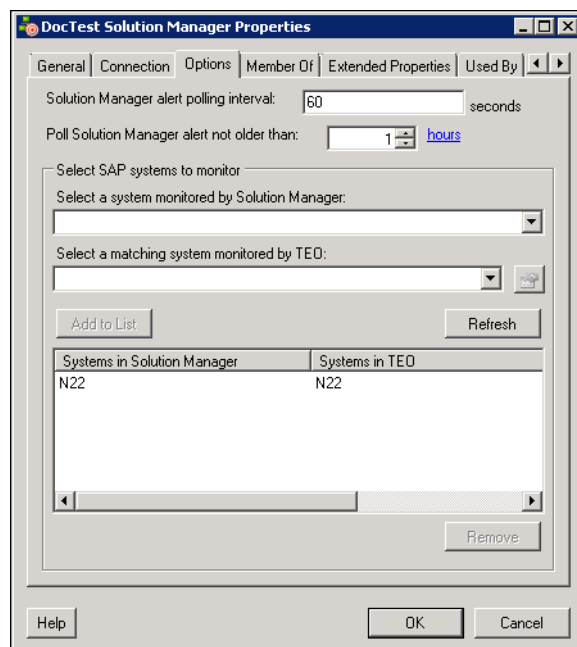 DocTest Solution Manager Properties
General Connection Options Member Of Extended Properties Used By
Solution Manager alert polling interval: 60 seconds
Poll Solution Manager alert not older than: 1 hours
Select SAP systems to monitor
Select a system monitored by Solution Manager:
Select a matching system monitored by TEO:
Add to List Refresh
Systems in Solution Manager Systems in TEO
N22 N22
Remove
Help OK Cancel